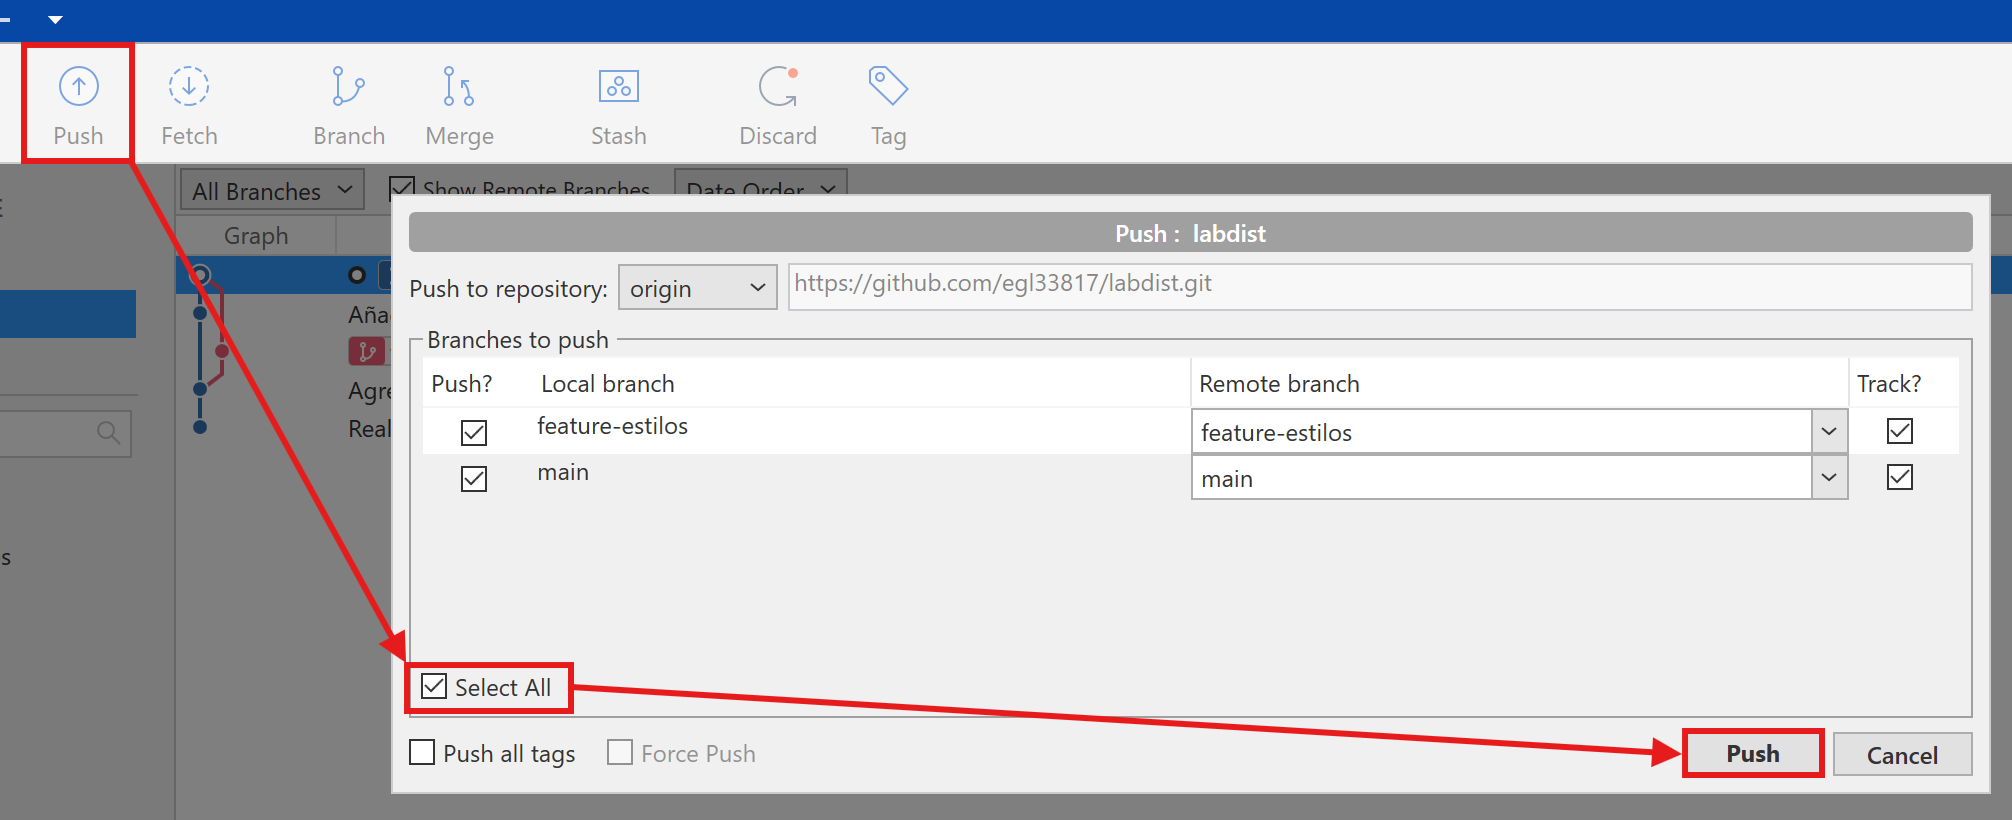 Push Fetch Branch Merge Stash Discard Tag
All Branches Show Remote Branches Date Order
Graph
Push : labdist
Push to repository: origin https://github.com/egl33817/labdist.git
Branches to push
Push? Local branch Remote branch Track?
feature-estilos feature-estilos
main main
Select All
Push all tags Force Push Push Cancel
Aña
Agre
Real
s